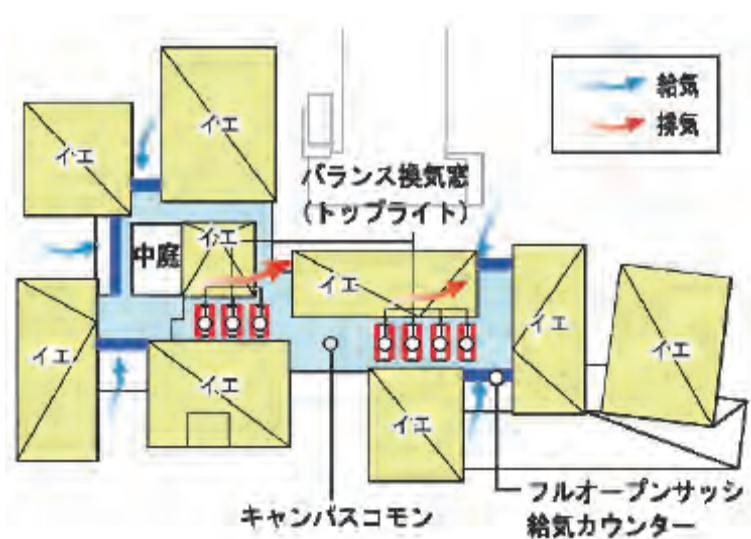 給気
排気
イエ
イエ
バランス換気窓
(トップライト)
イエ
中庭
イエ
イエ
イエ
イエ
イエ
イエ
キャンパスコモン
フルオープンサッシ
給気カウンター